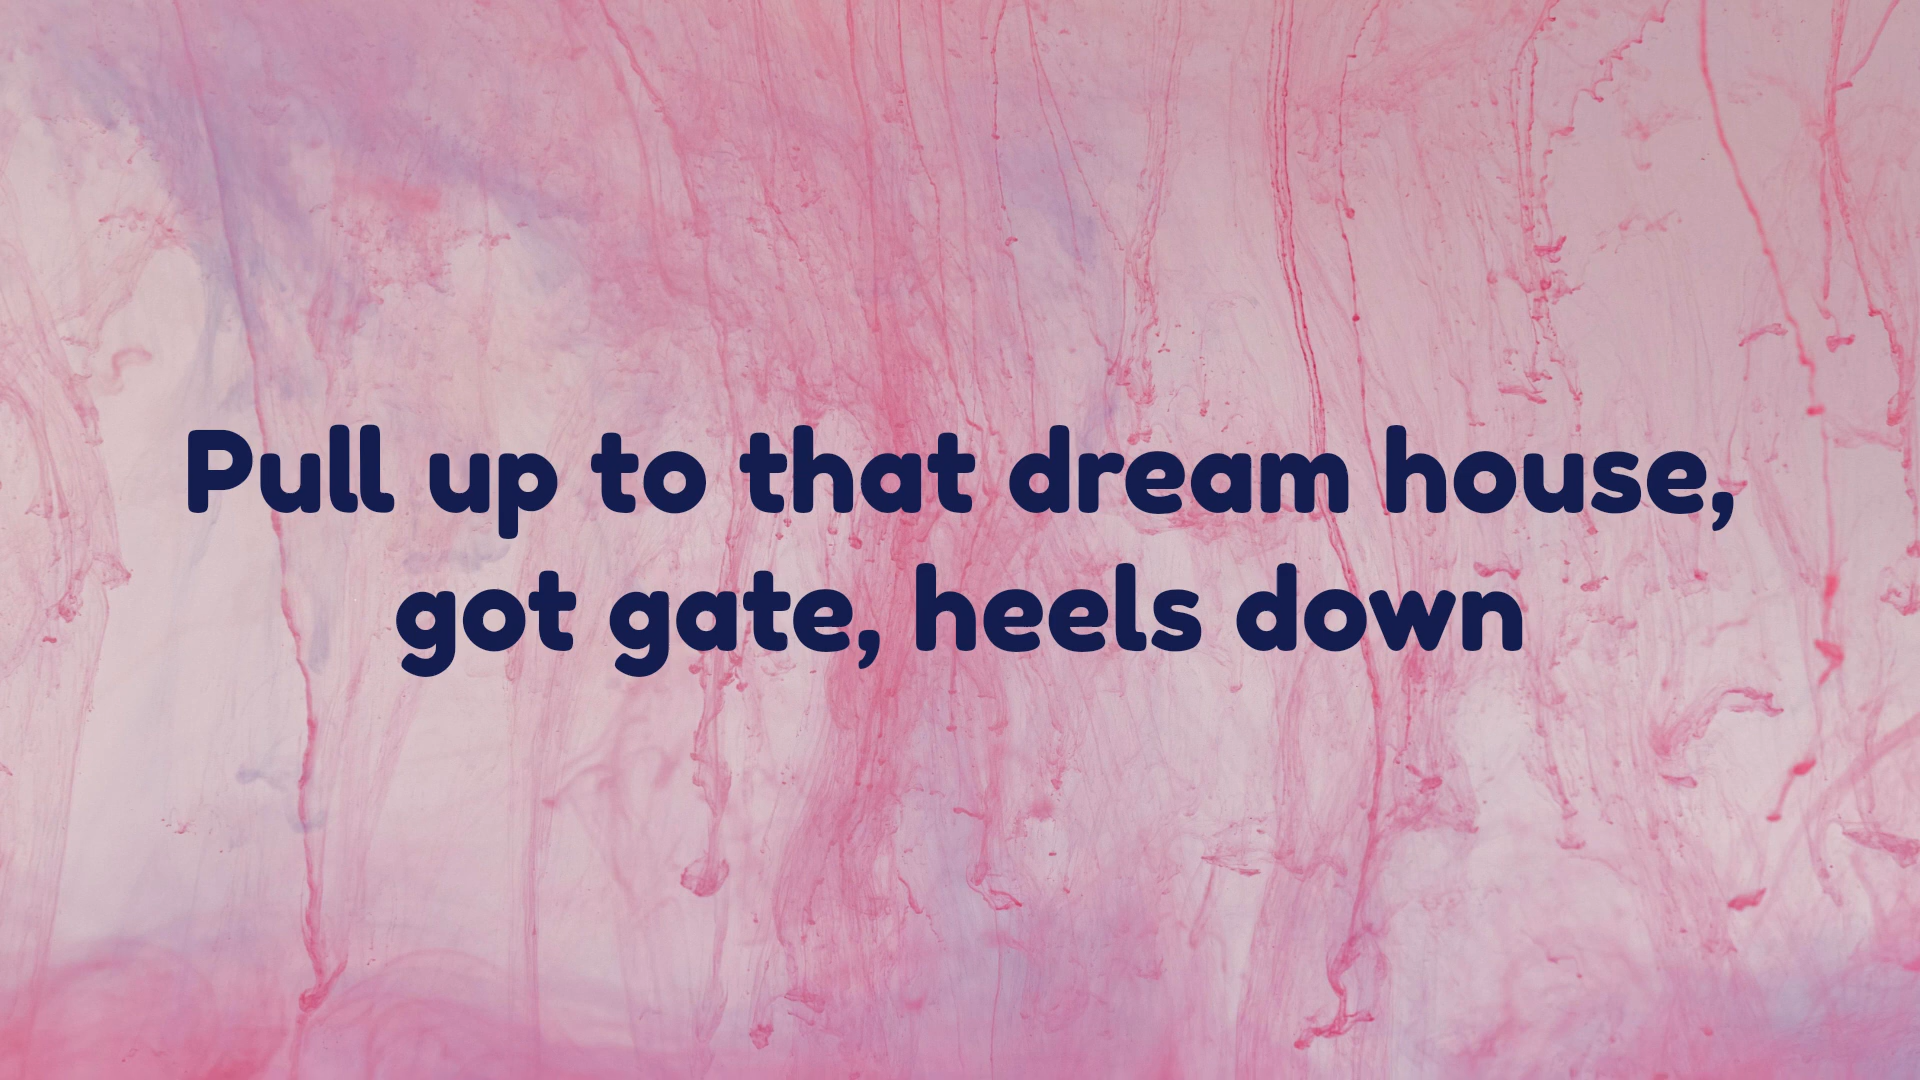 Pull up to that dream house,
got gate, heels down